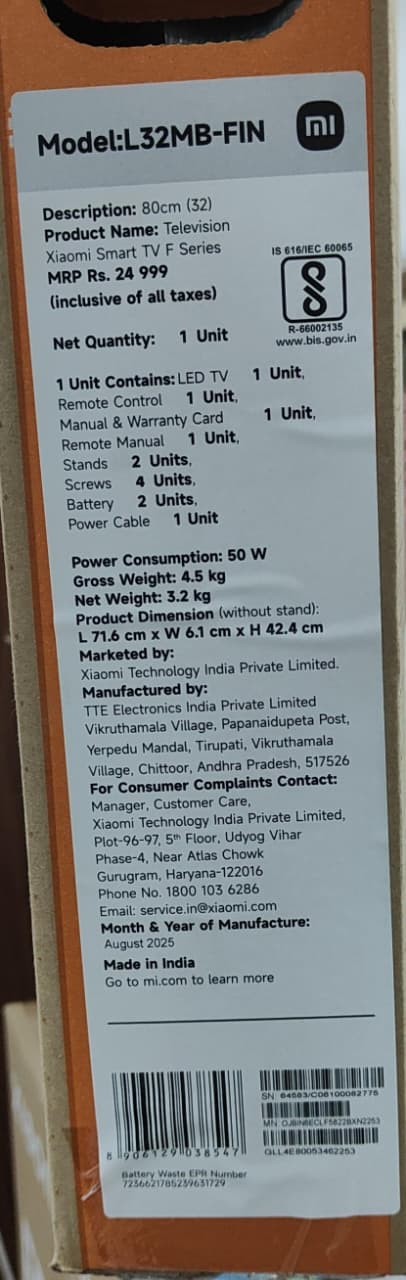 Model:L32MB-FIN
mi
Description: 80cm (32)
Product Name: Television
Xiaomi Smart TV F Series
MRP Rs. 24 999
(inclusive of all taxes)
IS 616/IEC 60065
R-66002135
www.bis.gov.in
Net Quantity: 1 Unit
1 Unit Contains: LED TV 1 Unit,
Remote Control 1 Unit,
Manual & Warranty Card 1 Unit,
Remote Manual 1 Unit,
Stands 2 Units,
Screws 4 Units,
Battery 2 Units,
Power Cable 1 Unit
Power Consumption: 50 W
Gross Weight: 4.5 kg
Net Weight: 3.2 kg
Product Dimension (without stand):
L 71.6 cm x W 6.1 cm x H 42.4 cm
Marketed by:
Xiaomi Technology India Private Limited.
Manufactured by:
TTE Electronics India Private Limited
Vikruthamala Village, Papanaidupeta Post,
Yerpedu Mandal, Tirupati, Vikruthamala
Village, Chittoor, Andhra Pradesh, 517526
For Consumer Complaints Contact:
Manager, Customer Care,
Xiaomi Technology India Private Limited,
Plot-96-97, 5th Floor, Udyog Vihar
Phase-4, Near Atlas Chowk
Gurugram, Haryana-122016
Phone No. 1800 103 6286
Email: service.in@xiaomi.com
Month & Year of Manufacture:
August 2025
Made in India
Go to mi.com to learn more
SN: 64583/C06100082775
8 906129 038547
Battery Waste EPR Number
7236621785239631729